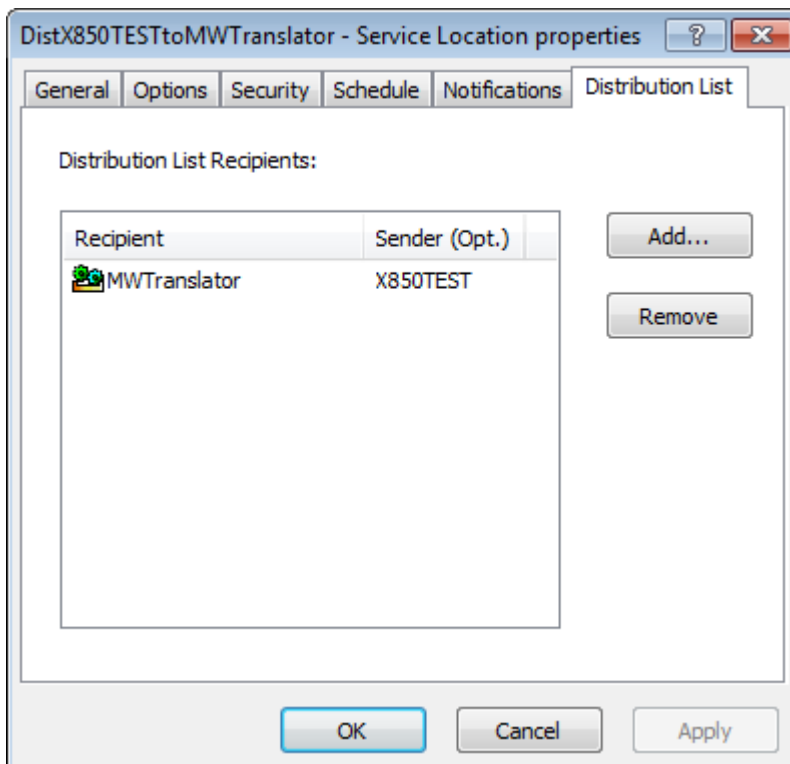 DistX850TESTtoMWTranslator - Service Location properties ?
General Options Security Schedule Notifications Distribution List
Distribution List Recipients:
Recipient Sender (Opt.) Add...
MWTranslator X850TEST
Remove
OK Cancel Apply